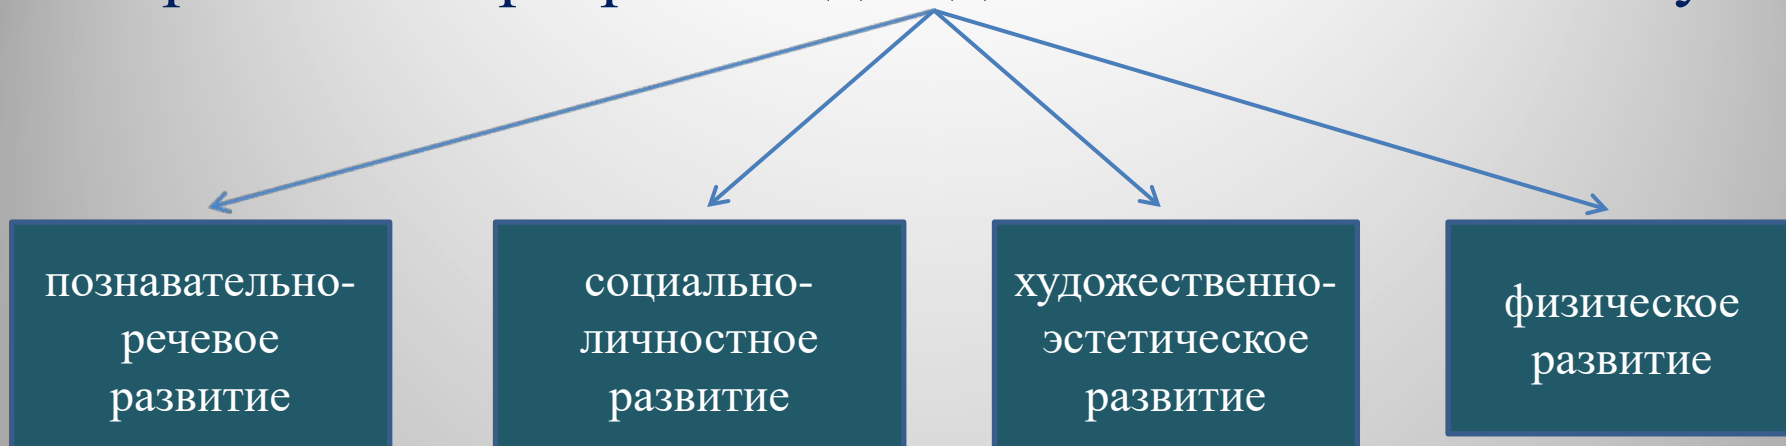 познавательно-
речевое
развитие
социально-
личностное
развитие
художественно-
эстетическое
развитие
физическое
развитие